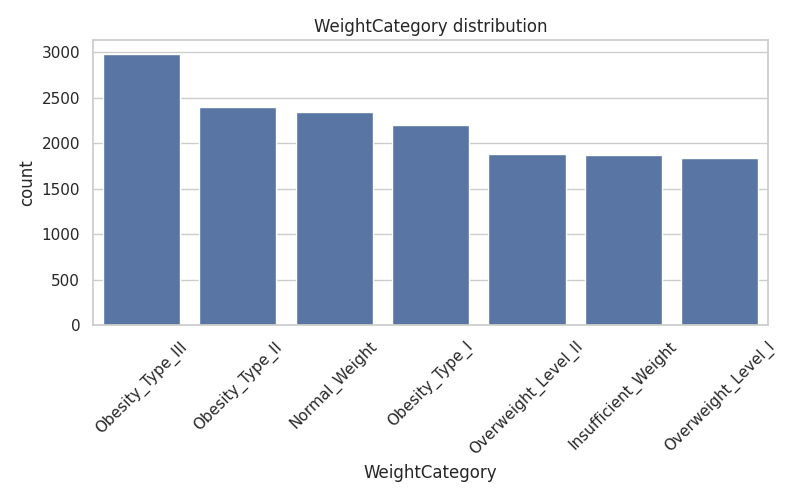 WeightCategory distribution
3000
2500
2000
1500
1000
500
0
count
Obesity_Type_III
Obesity_Type_II
Normal_Weight
Obesity_Type_I
Overweight_Level_II
Insufficient_Weight
Overweight_Level_I
WeightCategory